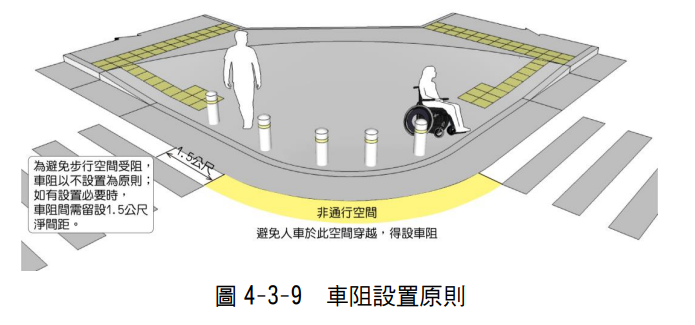 1.5公尺
為避免步行空間受阻，
車阻以不設置為原則；
如有設置必要時，
車阻間需留設1.5公尺
淨間距。
非通行空間
避免人車於此空間穿越，得設車阻
圖 4-3-9 車阻設置原則